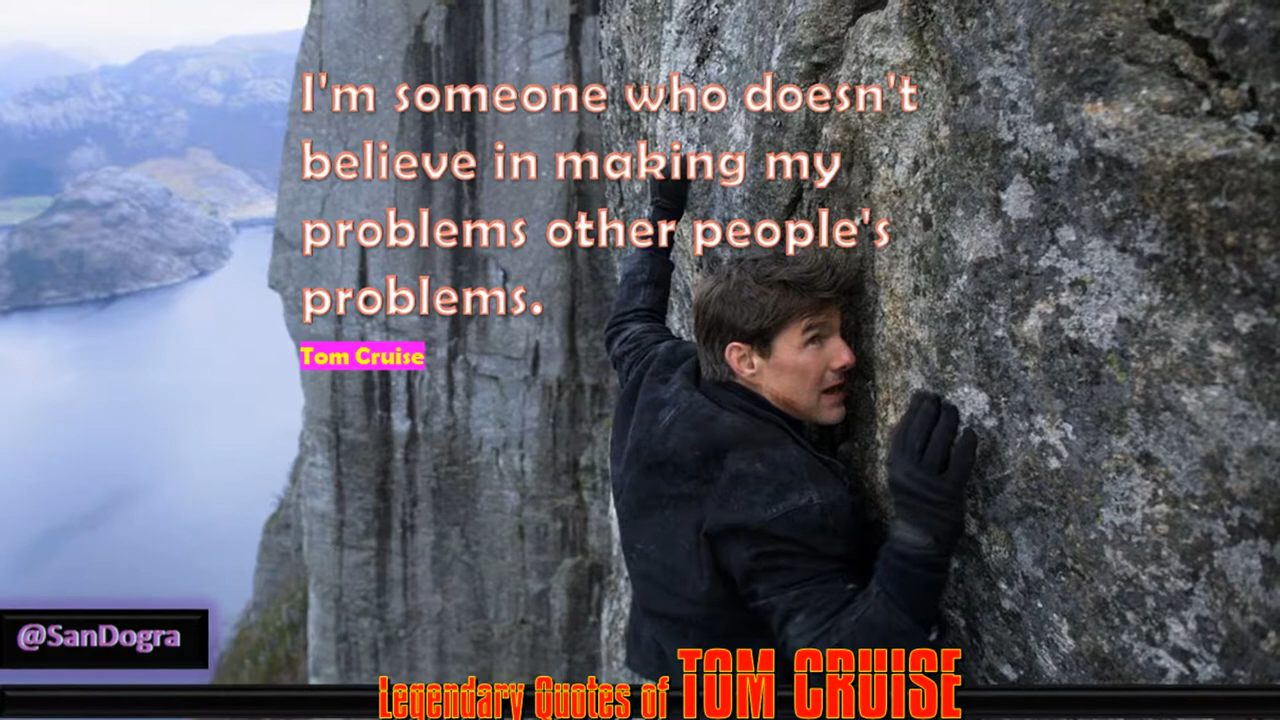 I'm someone who doesn't
believe in making my
problems other people's
problems.
Tom Cruise
@SanDogra
Legendary Quotes of TOM CRUISE